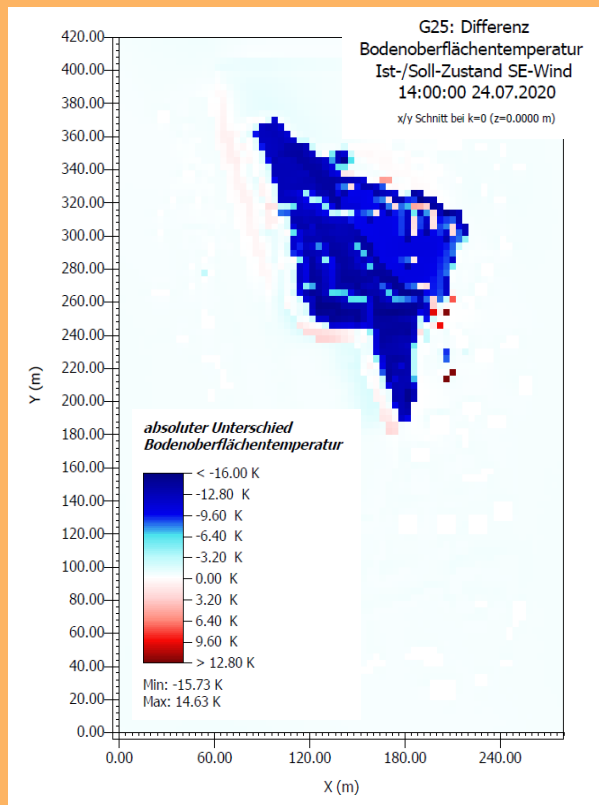 G25: Differenz
Bodenoberflächentemperatur
Ist-/Soll-Zustand SE-Wind
14:00:00 24.07.2020
x/y Schnitt bei k=0 (z=0.0000 m)
420.00
400.00
380.00
360.00
340.00
320.00
300.00
280.00
260.00
240.00
220.00
200.00
180.00
160.00
140.00
120.00
100.00
80.00
60.00
40.00
20.00
0.00
Y (m)
absoluter Unterschied
Bodenoberflächentemperatur
< -16.00 K
-12.80 K
-9.60 K
-6.40 K
-3.20 K
0.00 K
3.20 K
6.40 K
9.60 K
> 12.80 K
Min: -15.73 K
Max: 14.63 K
0.00 60.00 120.00 180.00 240.00
X (m)